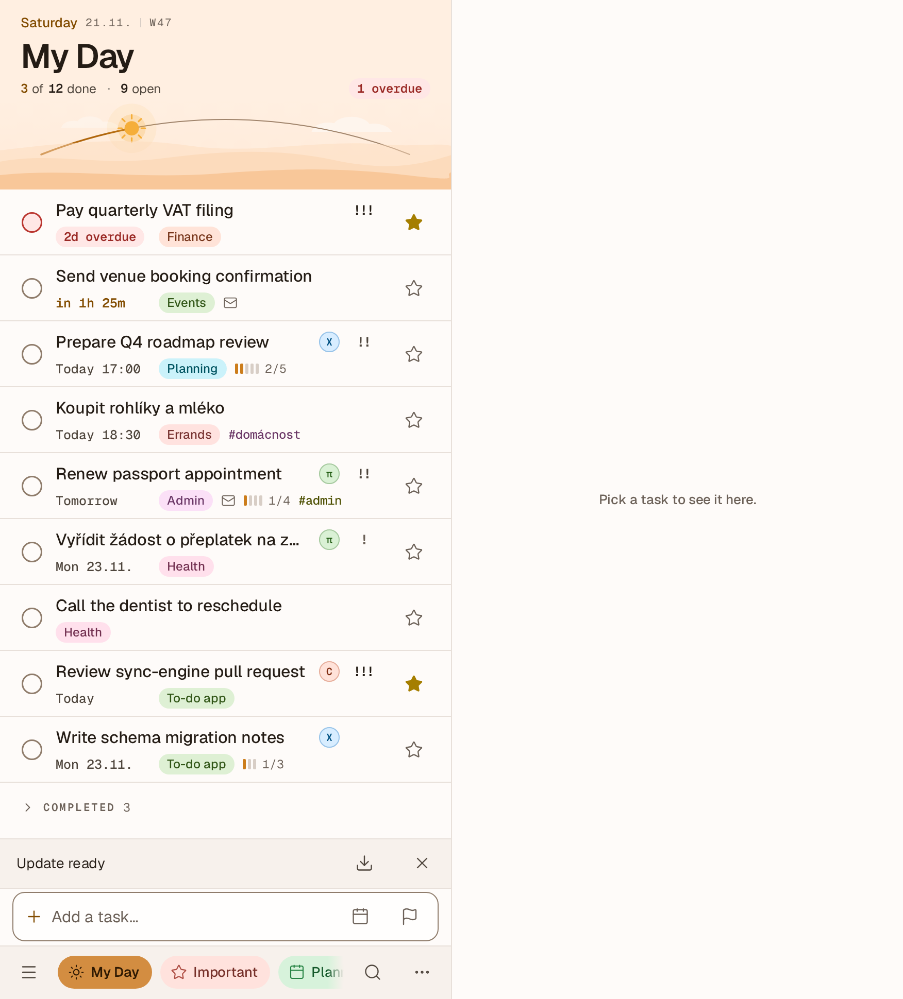 Saturday 21.11. | W47
My Day
3 of 12 done · 9 open
1 overdue
Pay quarterly VAT filing !!!
2d overdue Finance
Send venue booking confirmation
in 1h 25m Events
Prepare Q4 roadmap review X !!
Today 17:00 Planning 2/5
Koupit rohlíky a mléko
Today 18:30 Errands #domácnost
Renew passport appointment π !!
Tomorrow Admin 1/4 #admin
Vyřídit žádost o přeplatek na z… π !
Mon 23.11. Health
Call the dentist to reschedule
Health
Review sync-engine pull request C !!!
Today To-do app
Write schema migration notes X
Mon 23.11. To-do app 1/3
COMPLETED 3
Update ready
Add a task…
My Day Important Plan
Pick a task to see it here.